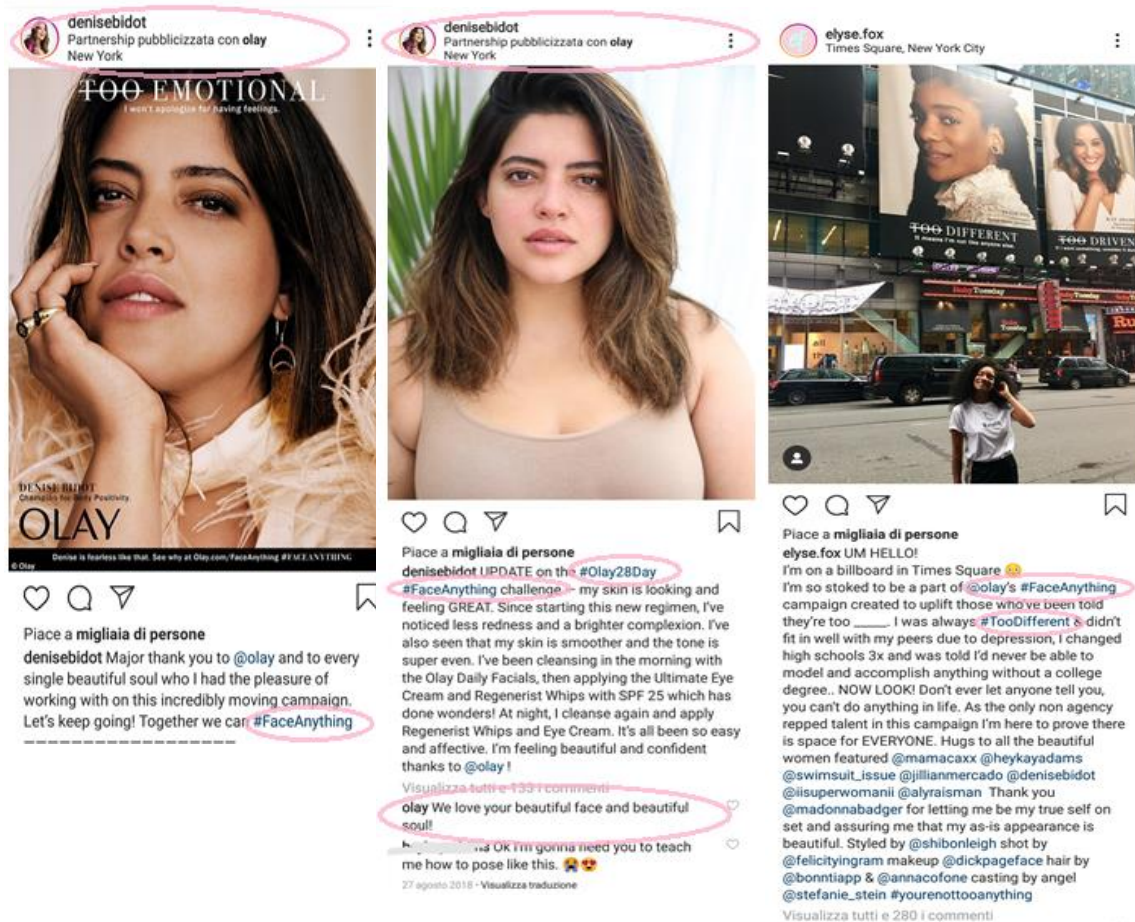 denisebidot
Partnership pubblicizzata con olay
New York
TOO EMOTIONAL
I won't apologise for having feelings.
DENISE BIDOT
Champion for Body Positivity.
OLAY
Denise is fearless like that. See why at Olay.com/FaceAnything #FACEANYTHING
© Olay
Piace a migliaia di persone
denisebidot Major thank you to @olay and to every
single beautiful soul who I had the pleasure of
working with on this incredibly moving campaign.
Let's keep going! Together we can #FaceAnything
denisebidot
Partnership pubblicizzata con olay
New York
Piace a migliaia di persone
denisebidot UPDATE on the #Olay28Day
#FaceAnything challenge - my skin is looking and
feeling GREAT. Since starting this new regimen, I've
noticed less redness and a brighter complexion. I've
also seen that my skin is smoother and the tone is
super even. I've been cleansing in the morning with
the Olay Daily Facials, then applying the Ultimate Eye
Cream and Regenerist Whips with SPF 25 which has
done wonders! At night, I cleanse again and apply
Regenerist Whips and Eye Cream. It's all been so easy
and affective. I'm feeling beautiful and confident
thanks to @olay !
Visualizza tutti e 133 i commenti
olay We love your beautiful face and beautiful
soul!
Ok I'm gonna need you to teach
me how to pose like this. 😭😍
27 agosto 2018 · Visualizza traduzione
elyse.fox
Times Square, New York City
TOO DIFFERENT
It means I'm not like anyone else.
TOO DRIVEN
Ruby Tuesday
Ruby Tuesday
Ru
Piace a migliaia di persone
elyse.fox UM HELLO!
I'm on a billboard in Times Square
I'm so stoked to be a part of @olay's #FaceAnything
campaign created to uplift those who've been told
they're too _____. I was always #TooDifferent & didn't
fit in well with my peers due to depression, I changed
high schools 3x and was told I'd never be able to
model and accomplish anything without a college
degree.. NOW LOOK! Don't ever let anyone tell you,
you can't do anything in life. As the only non agency
repped talent in this campaign I'm here to prove there
is space for EVERYONE. Hugs to all the beautiful
women featured @mamacaxx @heykayadams
@swimsuit_issue @jillianmercado @denisebidot
@iisuperwomanii @alyraisman Thank you
@madonnabadger for letting me be my true self on
set and assuring me that my as-is appearance is
beautiful. Styled by @shibonleigh shot by
@felicityingram makeup @dickpageface hair by
@bonntiapp & @annacofone casting by angel
@stefanie_stein #yourenottooanything
Visualizza tutti e 280 i commenti